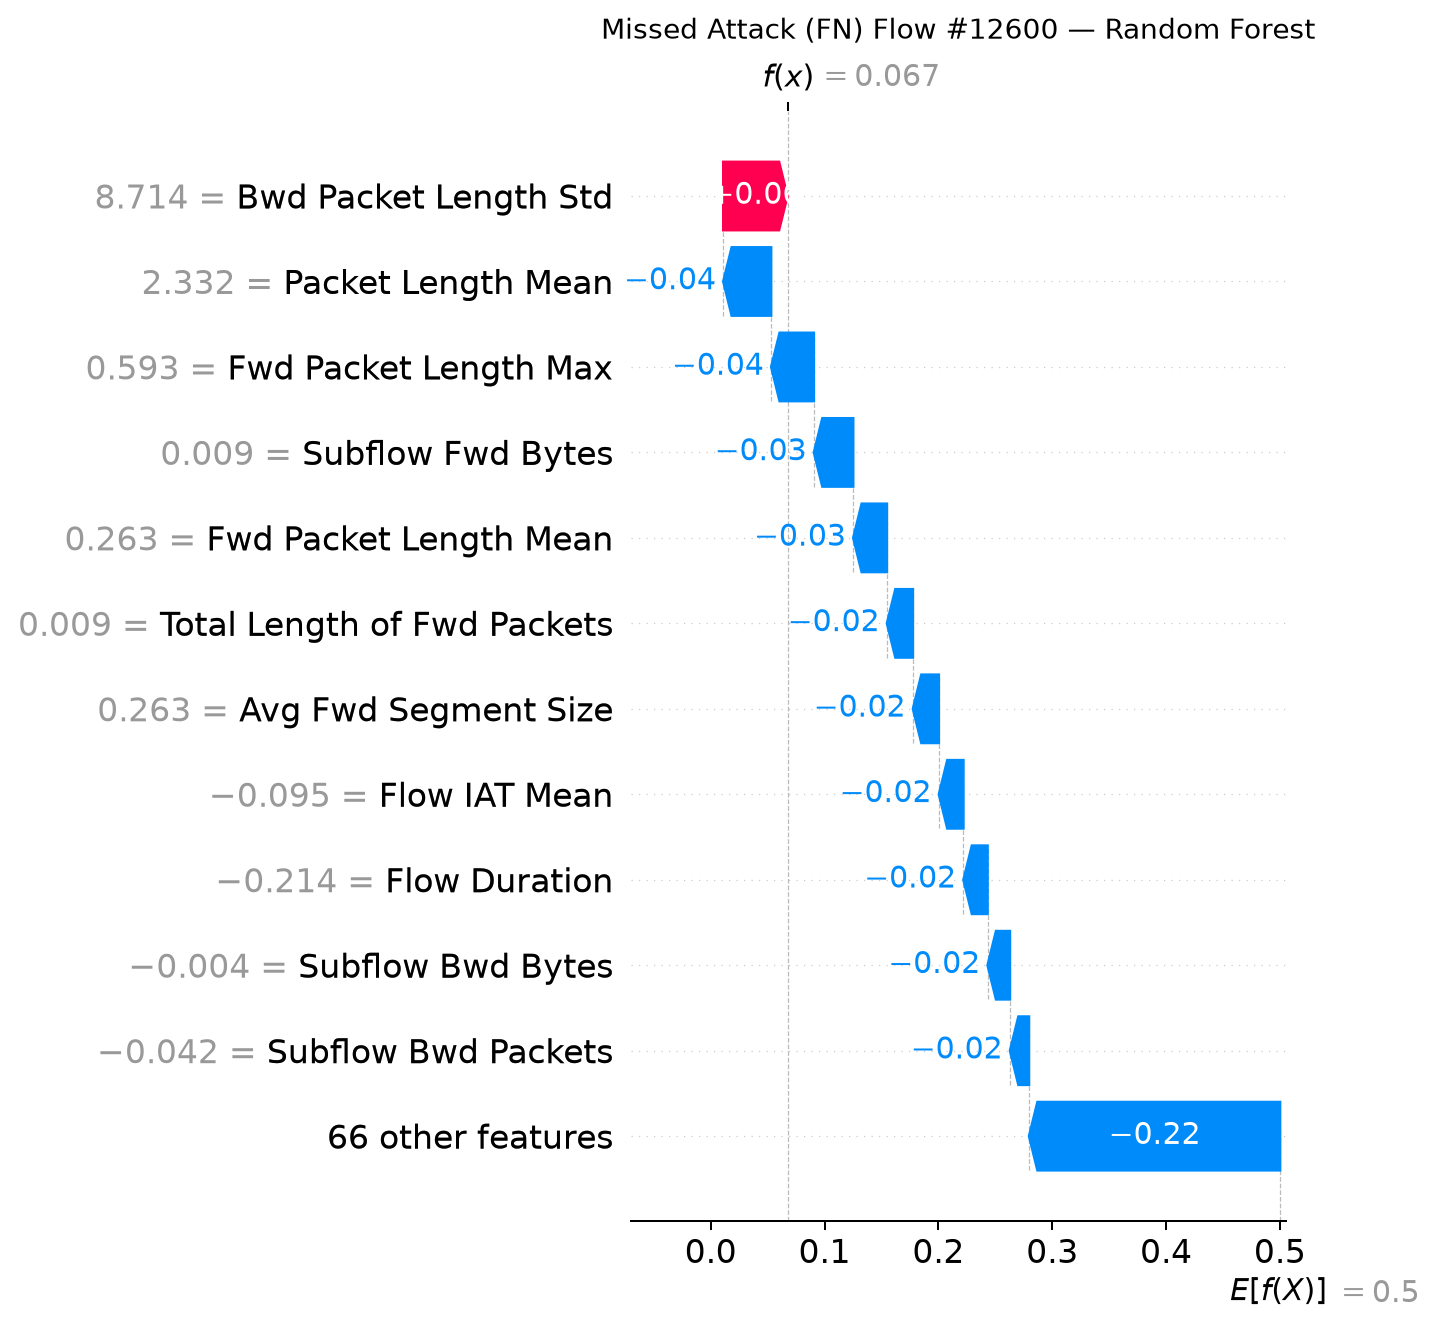 Missed Attack (FN) Flow #12600 — Random Forest
f(x) = 0.067
8.714 = Bwd Packet Length Std
2.332 = Packet Length Mean −0.04
0.593 = Fwd Packet Length Max −0.04
0.009 = Subflow Fwd Bytes −0.03
0.263 = Fwd Packet Length Mean −0.03
0.009 = Total Length of Fwd Packets −0.02
0.263 = Avg Fwd Segment Size −0.02
−0.095 = Flow IAT Mean −0.02
−0.214 = Flow Duration −0.02
−0.004 = Subflow Bwd Bytes −0.02
−0.042 = Subflow Bwd Packets −0.02
66 other features −0.22
0.0 0.1 0.2 0.3 0.4 0.5
E[f(X)] = 0.5